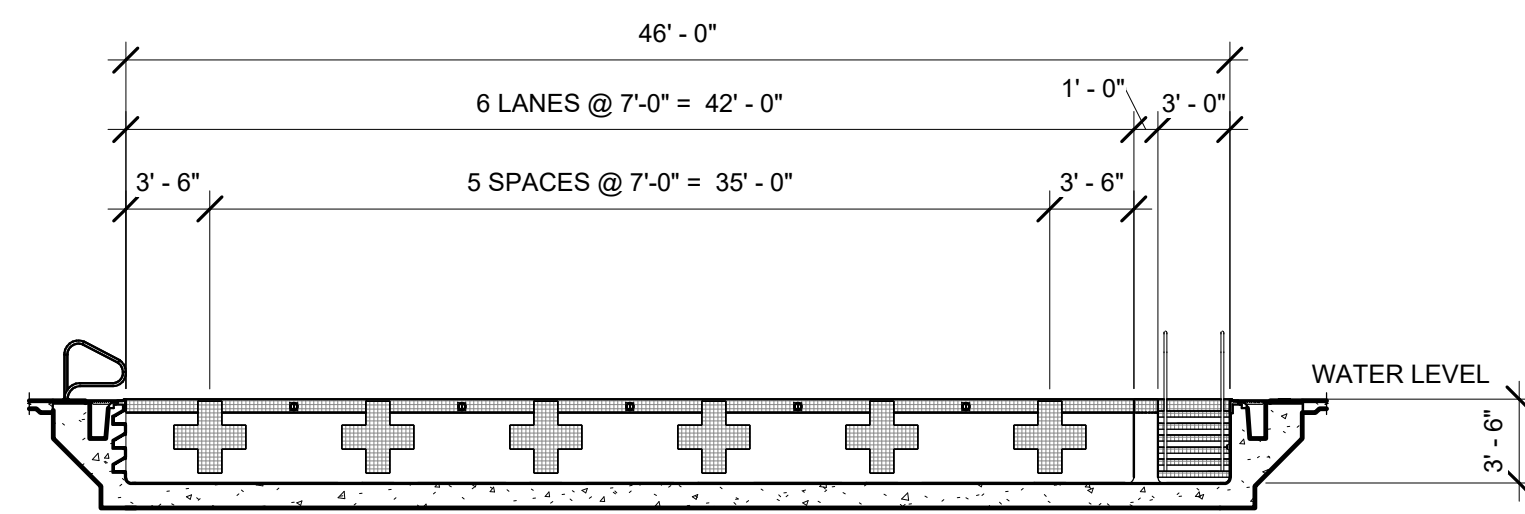 46' - 0"
6 LANES @ 7'-0" =  42' - 0"
1' - 0"
3' - 0"
3' - 6"
5 SPACES @ 7'-0" =  35' - 0"
3' - 6"
WATER LEVEL
3' - 6"